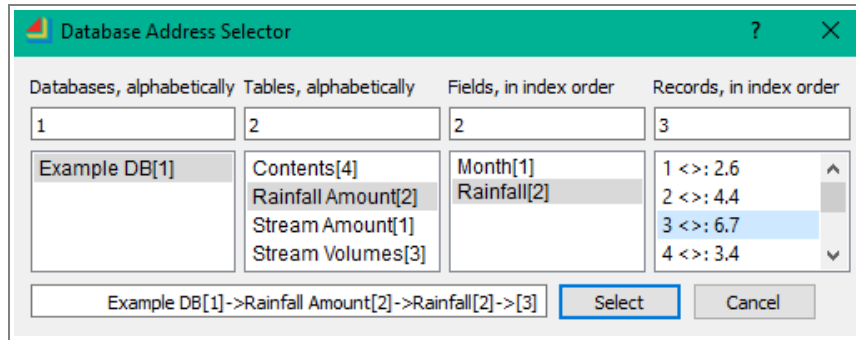 Database Address Selector ? ×
Databases, alphabetically Tables, alphabetically Fields, in index order Records, in index order
1 2 2 3
Example DB[1] Contents[4] Month[1] 1 <>: 2.6
Rainfall Amount[2] Rainfall[2] 2 <>: 4.4
Stream Amount[1] 3 <>: 6.7
Stream Volumes[3] 4 <>: 3.4
Example DB[1]->Rainfall Amount[2]->Rainfall[2]->[3] Select Cancel